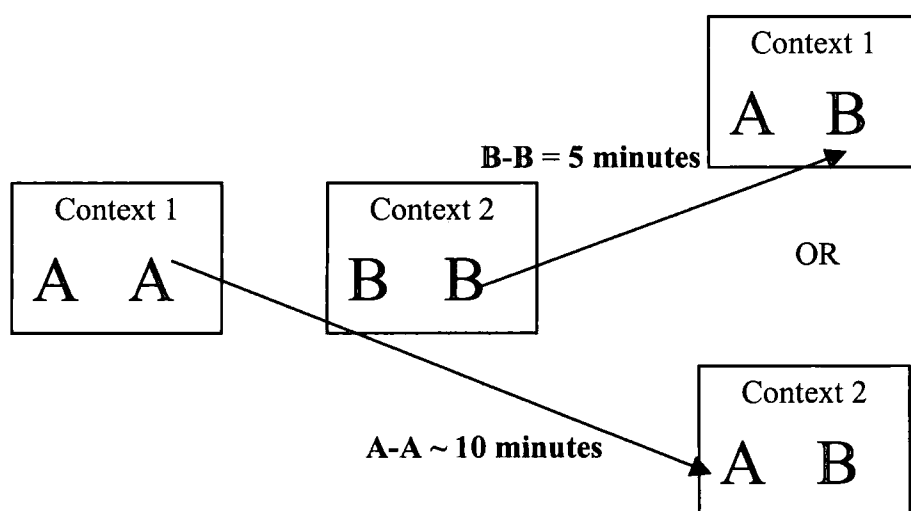 Context 1
A B
B-B = 5 minutes
Context 1
A A
Context 2
B B
OR
Context 2
A B
A-A ~ 10 minutes